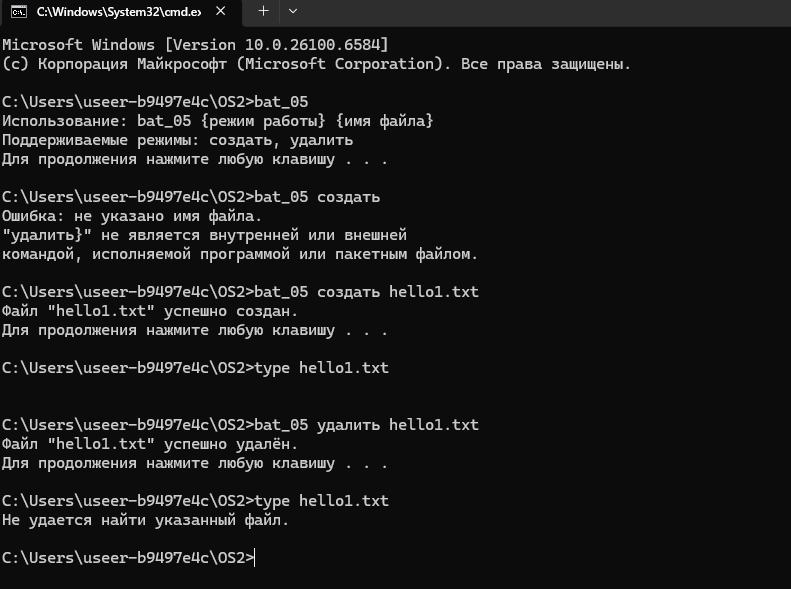 C:\Windows\System32\cmd.ex
Microsoft Windows [Version 10.0.26100.6584]
(c) Корпорация Майкрософт (Microsoft Corporation). Все права защищены.
C:\Users\useer-b9497e4c\OS2>bat_05
Использование: bat_05 {режим работы} {имя файла}
Поддерживаемые режимы: создать, удалить
Для продолжения нажмите любую клавишу . . .
C:\Users\useer-b9497e4c\OS2>bat_05 создать
Ошибка: не указано имя файла.
"удалить}" не является внутренней или внешней
командой, исполняемой программой или пакетным файлом.
C:\Users\useer-b9497e4c\OS2>bat_05 создать hello1.txt
Файл "hello1.txt" успешно создан.
Для продолжения нажмите любую клавишу . . .
C:\Users\useer-b9497e4c\OS2>type hello1.txt
C:\Users\useer-b9497e4c\OS2>bat_05 удалить hello1.txt
Файл "hello1.txt" успешно удалён.
Для продолжения нажмите любую клавишу . . .
C:\Users\useer-b9497e4c\OS2>type hello1.txt
Не удается найти указанный файл.
C:\Users\useer-b9497e4c\OS2>